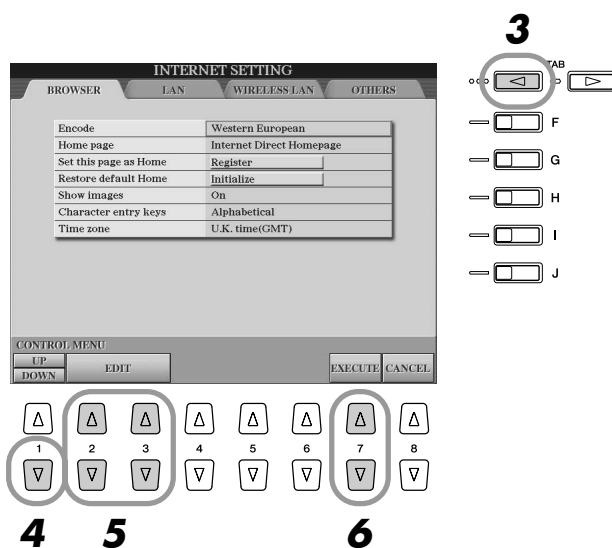 3
INTERNET SETTING
TAB
BROWSER LAN WIRELESS LAN OTHERS
Encode Western European
Home page Internet Direct Homepage
Set this page as Home Register
Restore default Home Initialize
Show images On
Character entry keys Alphabetical
Time zone U.K. time(GMT)
F
G
H
I
J
CONTROL MENU
UP
DOWN
EDIT
EXECUTE CANCEL
1 2 3 4 5 6 7 8
4 5 6